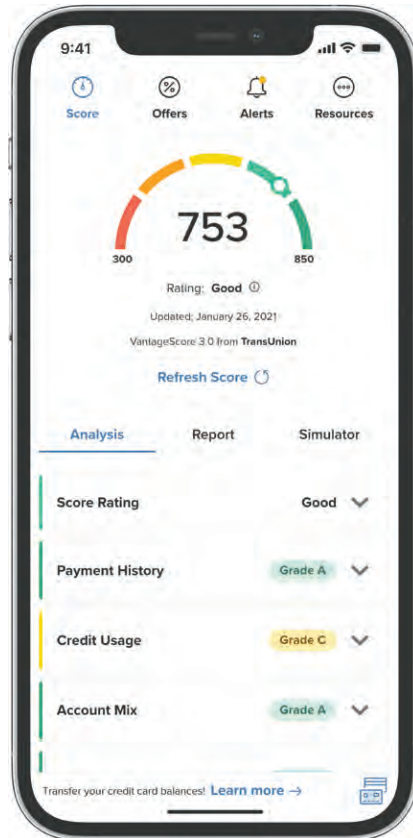 9:41
Score Offers Alerts Resources
753
300 850
Rating: Good
Updated: January 26, 2021
VantageScore 3.0 from TransUnion
Refresh Score
Analysis Report Simulator
Score Rating Good
Payment History Grade A
Credit Usage Grade C
Account Mix Grade A
Transfer your credit card balances! Learn more →